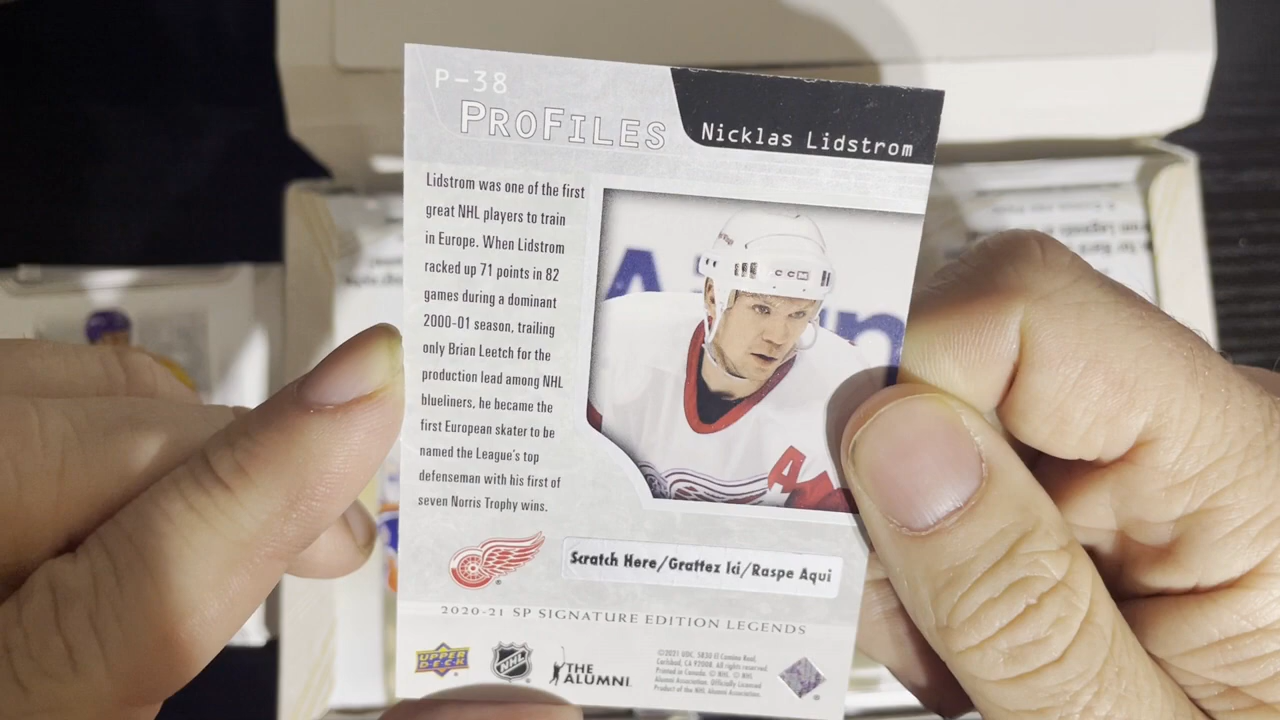 P-38
PROFILES
Nicklas Lidstrom
Lidstrom was one of the first
great NHL players to train
in Europe. When Lidstrom
racked up 71 points in 82
games during a dominant
2000-01 season, trailing
only Brian Leetch for the
production lead among NHL
blueliners, he became the
first European skater to be
named the League's top
defenseman with his first of
seven Norris Trophy wins.
CCM
A
Scratch Here/Grattez Ici/Raspe Aqui
2020-21 SP SIGNATURE EDITION LEGENDS
UPPER
DECK
NHL
THE
ALUMNI
©2021 UDC. 5830 El Camino Real,
Carlsbad, CA 92008. All rights reserved.
Printed in Canada. © NHL. © NHL
Alumni Association. Officially Licensed
Product of the NHL Alumni Association.